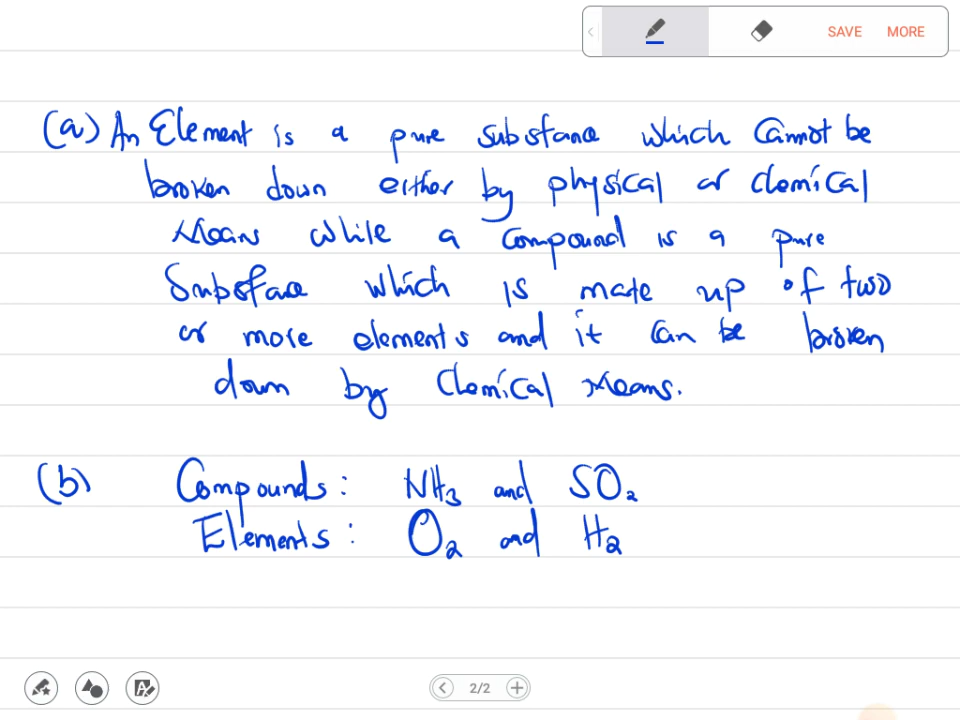 SAVE MORE
(a) An Element is a pure substance which cannot be
broken down either by physical or chemical
Means while a compound is a pure
Substance which is made up of two
or more elements and it can be broken
down by chemical Means.
(b) Compounds: NH₃ and SO₂
Elements: O₂ and H₂
2/2